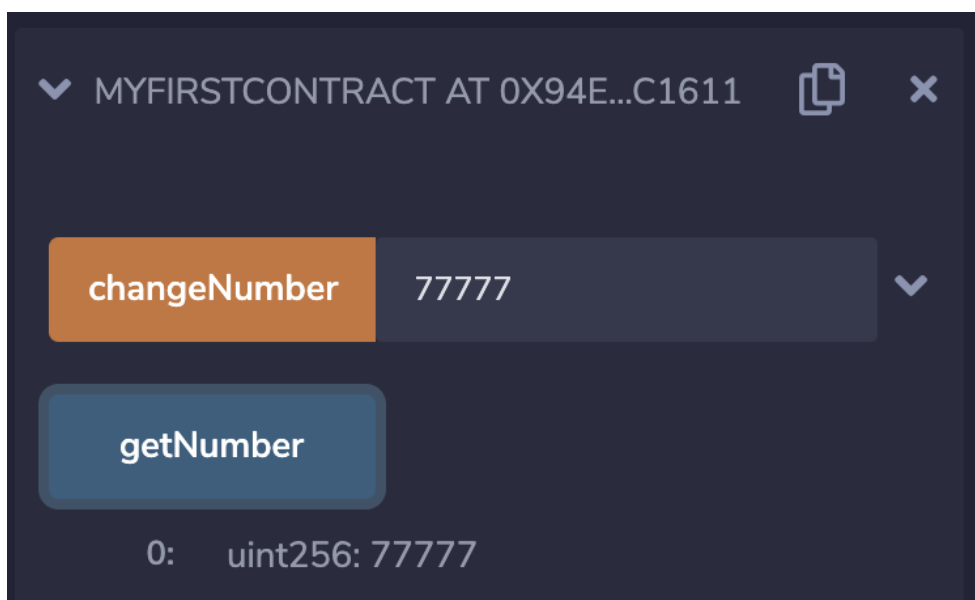 MYFIRSTCONTRACT AT 0X94E...C1611
changeNumber 77777
getNumber
0: uint256: 77777